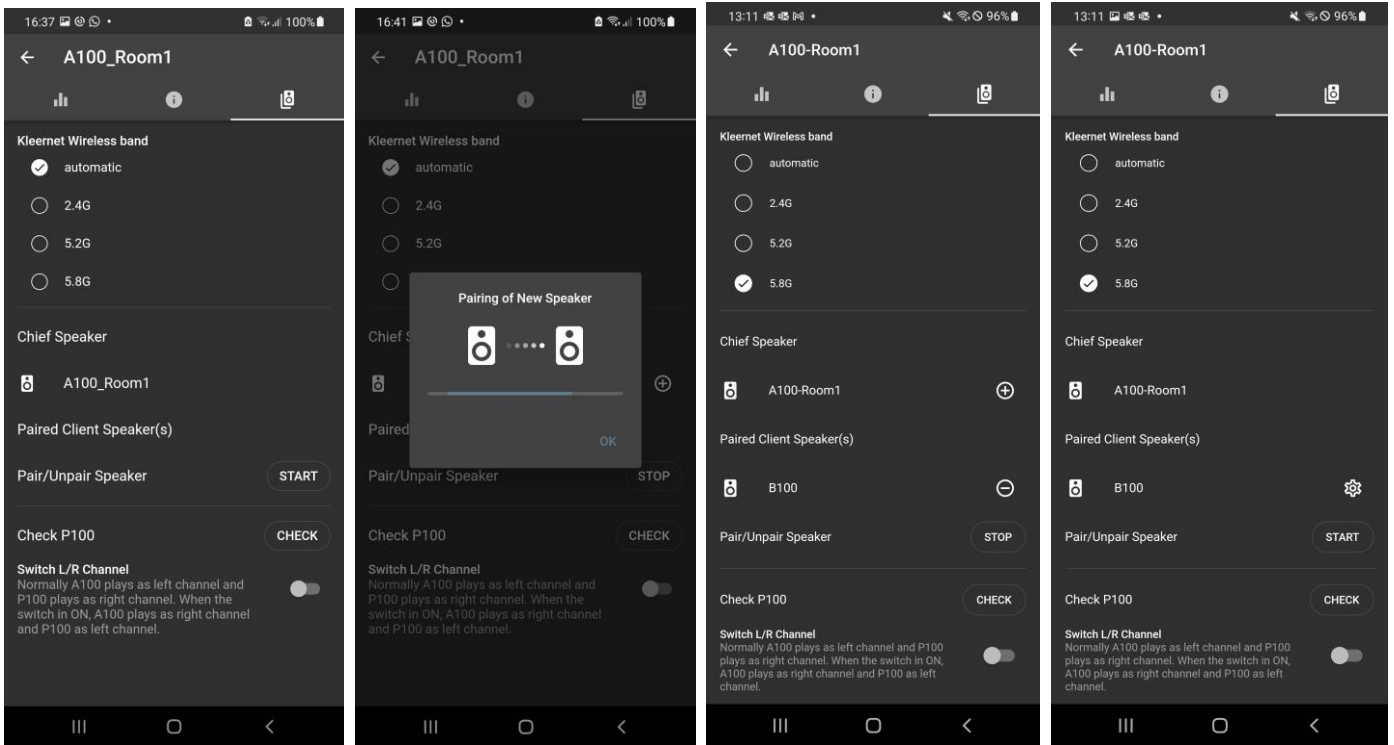 16:37
100%
A100_Room1
Kleernet Wireless band
automatic
2.4G
5.2G
5.8G
Chief Speaker
A100_Room1
Paired Client Speaker(s)
Pair/Unpair Speaker START
Check P100 CHECK
Switch L/R Channel
Normally A100 plays as left channel and
P100 plays as right channel. When the
switch in ON, A100 plays as right channel
and P100 as left channel.
16:41
100%
A100_Room1
Kleernet Wireless band
automatic
2.4G
5.2G
Pairing of New Speaker
OK
Chief
Paired
Pair/Unpair Speaker STOP
Check P100 CHECK
Switch L/R Channel
Normally A100 plays as left channel and
P100 plays as right channel. When the
switch in ON, A100 plays as right channel
and P100 as left channel.
13:11
96%
A100-Room1
Kleernet Wireless band
automatic
2.4G
5.2G
5.8G
Chief Speaker
A100-Room1
Paired Client Speaker(s)
B100
Pair/Unpair Speaker STOP
Check P100 CHECK
Switch L/R Channel
Normally A100 plays as left channel and P100
plays as right channel. When the switch in ON,
A100 plays as right channel and P100 as left
channel.
13:11
96%
A100-Room1
Kleernet Wireless band
automatic
2.4G
5.2G
5.8G
Chief Speaker
A100-Room1
Paired Client Speaker(s)
B100
Pair/Unpair Speaker START
Check P100 CHECK
Switch L/R Channel
Normally A100 plays as left channel and P100
plays as right channel. When the switch in ON,
A100 plays as right channel and P100 as left
channel.